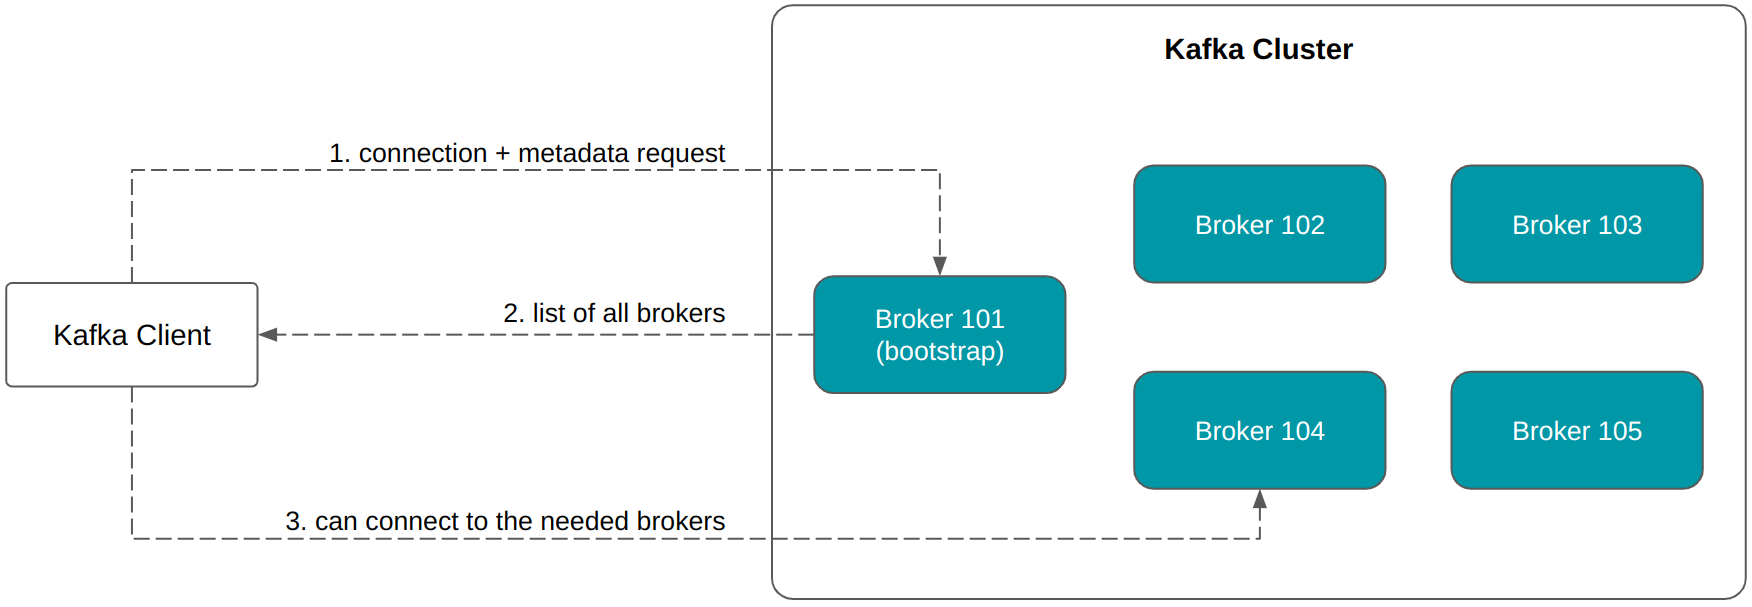 Kafka Cluster
1. connection + metadata request
Broker 102
Broker 103
Kafka Client
2. list of all brokers
Broker 101
(bootstrap)
Broker 104
Broker 105
3. can connect to the needed brokers